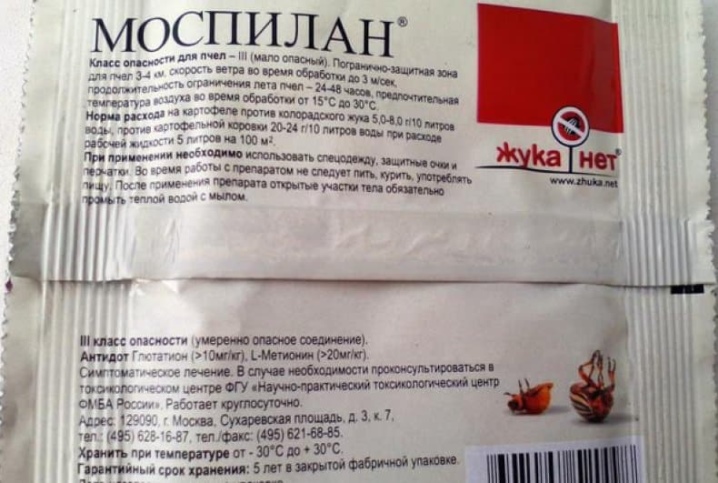 МОСПИЛАН®
Класс опасности для пчел – III (мало опасный). Погранично-защитная зона
для пчел 3-4 км, скорость ветра во время обработки до 3 м/сек,
продолжительность ограничения лета пчел – 24-48 часов, предпочтительная
температура воздуха во время обработки от 15°С до 30°С.
Норма расхода на картофеле против колорадского жука 5,0-8,0 г/10 литров
воды, против картофельной коровки 20-24 г/10 литров воды при расходе
рабочей жидкости 5 литров на 100 м².
При применении необходимо использовать спецодежду, защитные очки и
перчатки. Во время работы с препаратом не следует пить, курить, употреблять
пищу. После применения препарата открытые участки тела обязательно
промыть теплой водой с мылом.
жука нет®
www.zhuka.net
III класс опасности (умеренно опасное соединение).
Антидот Глютатион (>10мг/кг), L-Метионин (>20мг/кг).
Симптоматическое лечение. В случае необходимости проконсультироваться в
токсикологическом центре ФГУ «Научно-практический токсикологический центр
ФМБА России». Работает круглосуточно.
Адрес: 129090, г. Москва, Сухаревская площадь, д. 3, к. 7,
тел.: (495) 628-16-87, тел./факс: (495) 621-68-85.
Хранить при температуре от - 30°С до + 30°С.
Гарантийный срок хранения: 5 лет в закрытой фабричной упаковке.